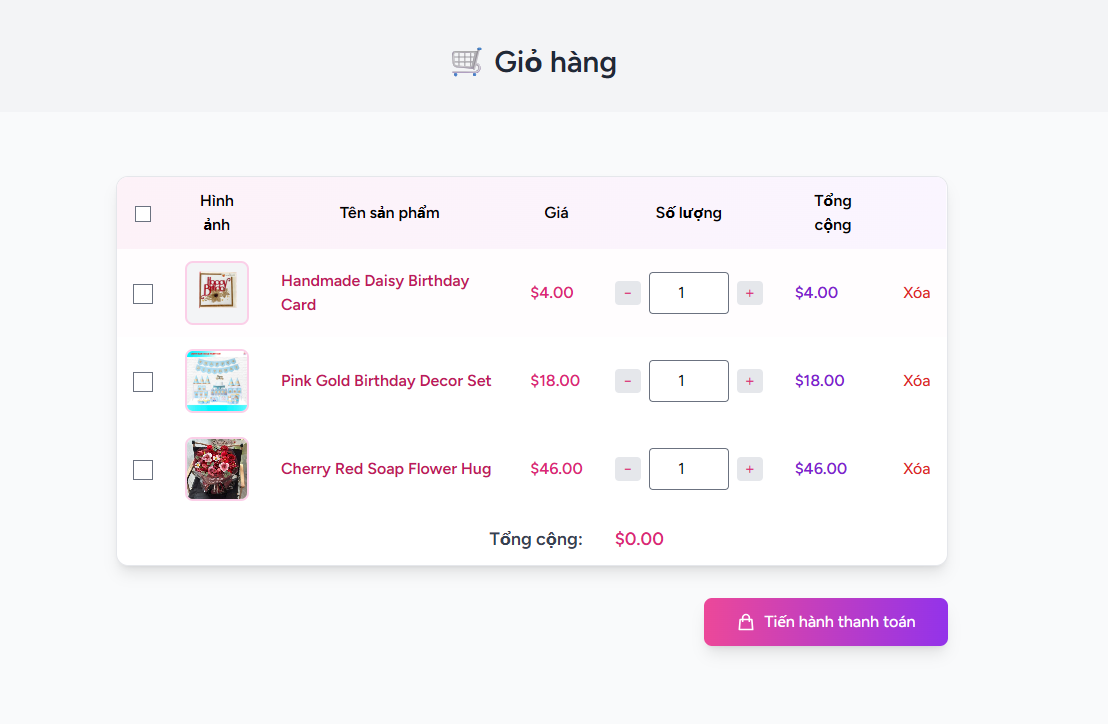 🛒 Giỏ hàng
Hình ảnh Tên sản phẩm Giá Số lượng Tổng cộng
Handmade Daisy Birthday Card $4.00 - 1 + $4.00 Xóa
Pink Gold Birthday Decor Set $18.00 - 1 + $18.00 Xóa
Cherry Red Soap Flower Hug $46.00 - 1 + $46.00 Xóa
Tổng cộng: $0.00
Tiến hành thanh toán